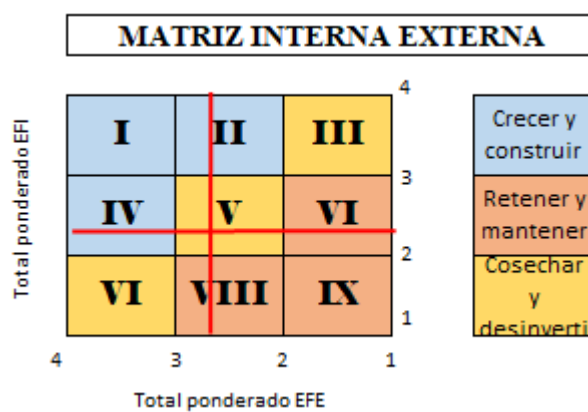 MATRIZ INTERNA EXTERNA
Total ponderado EFI
I II III
IV V VI
VI VIII IX
4
3
2
1
4 3 2 1
Total ponderado EFE
Crecer y
construir
Retener y
mantener
Cosechar
y
desinverti